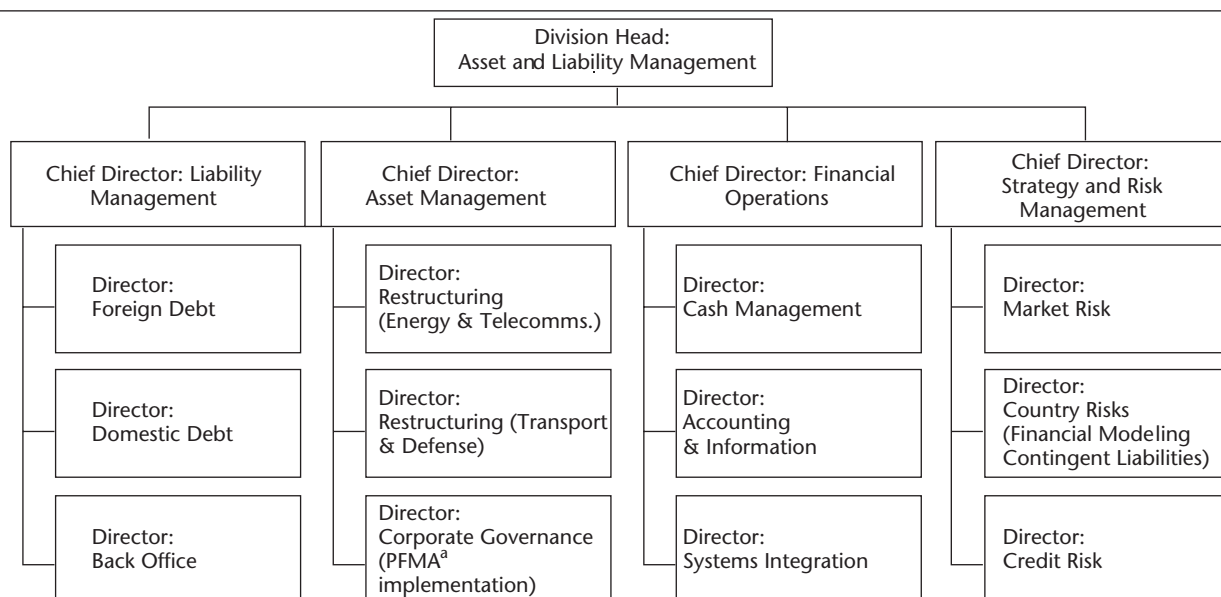 Division Head:
Asset and Liability Management
Chief Director: Liability
Management
Chief Director:
Asset Management
Chief Director: Financial
Operations
Chief Director:
Strategy and Risk
Management
Director:
Foreign Debt
Director:
Restructuring
(Energy & Telecomms.)
Director:
Cash Management
Director:
Market Risk
Director:
Domestic Debt
Director:
Restructuring (Transport
& Defense)
Director:
Accounting
& Information
Director:
Country Risks
(Financial Modeling
Contingent Liabilities)
Director:
Back Office
Director:
Corporate Governance
(PFMAᵃ
implementation)
Director:
Systems Integration
Director:
Credit Risk